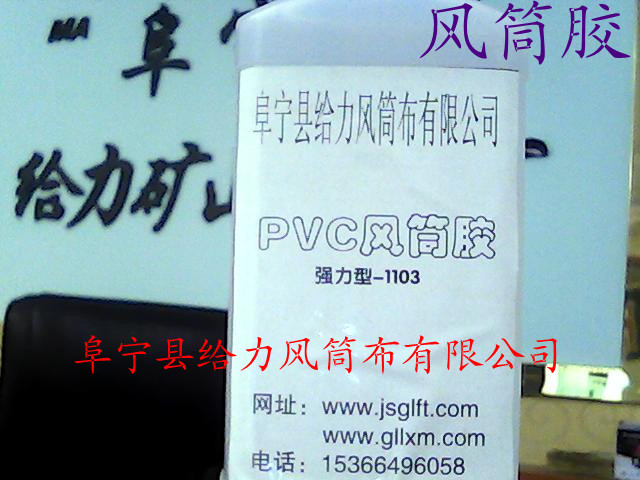 风筒胶
"阜
给力矿山
阜宁县给力风筒布有限公司
PVC风筒胶
强力型-1103
阜宁县给力风筒布有限公司
网址：www.jsglft.com
www.gllxm.com
电话：15366496058